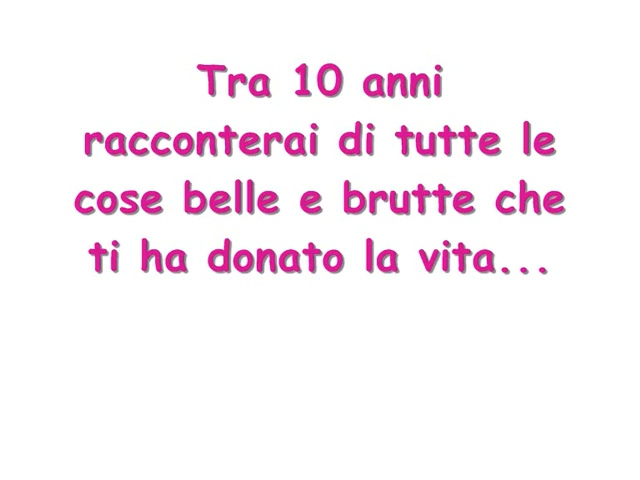 Tra 10 anni
racconterai di tutte le
cose belle e brutte che
ti ha donato la vita...